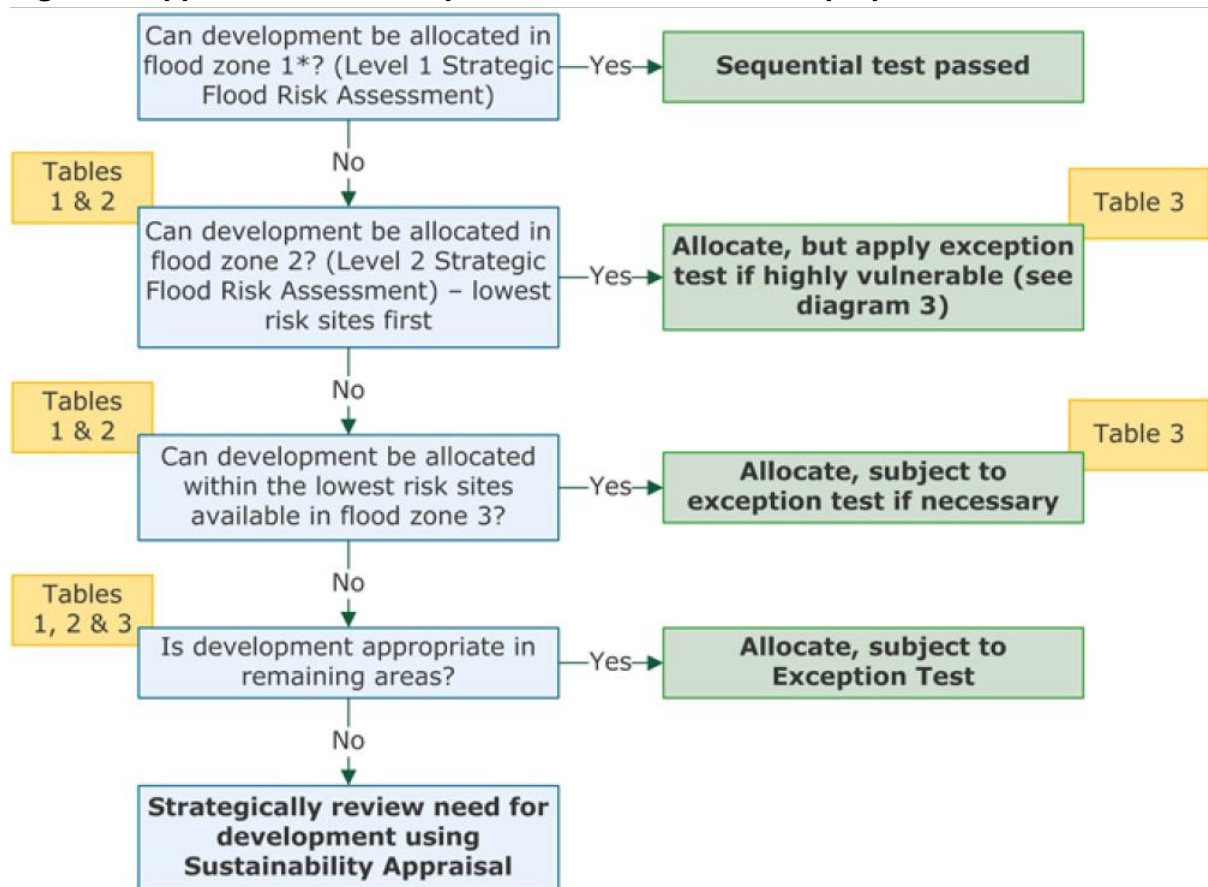 Can development be allocated in
flood zone 1*? (Level 1 Strategic
Flood Risk Assessment)
Yes
Sequential test passed
No
Tables
1 & 2
Can development be allocated in
flood zone 2? (Level 2 Strategic
Flood Risk Assessment) – lowest
risk sites first
Yes
Table 3
Allocate, but apply exception
test if highly vulnerable (see
diagram 3)
No
Tables
1 & 2
Can development be allocated
within the lowest risk sites
available in flood zone 3?
Yes
Table 3
Allocate, subject to
exception test if necessary
No
Tables
1, 2 & 3
Is development appropriate in
remaining areas?
Yes
Allocate, subject to
Exception Test
No
Strategically review need for
development using
Sustainability Appraisal